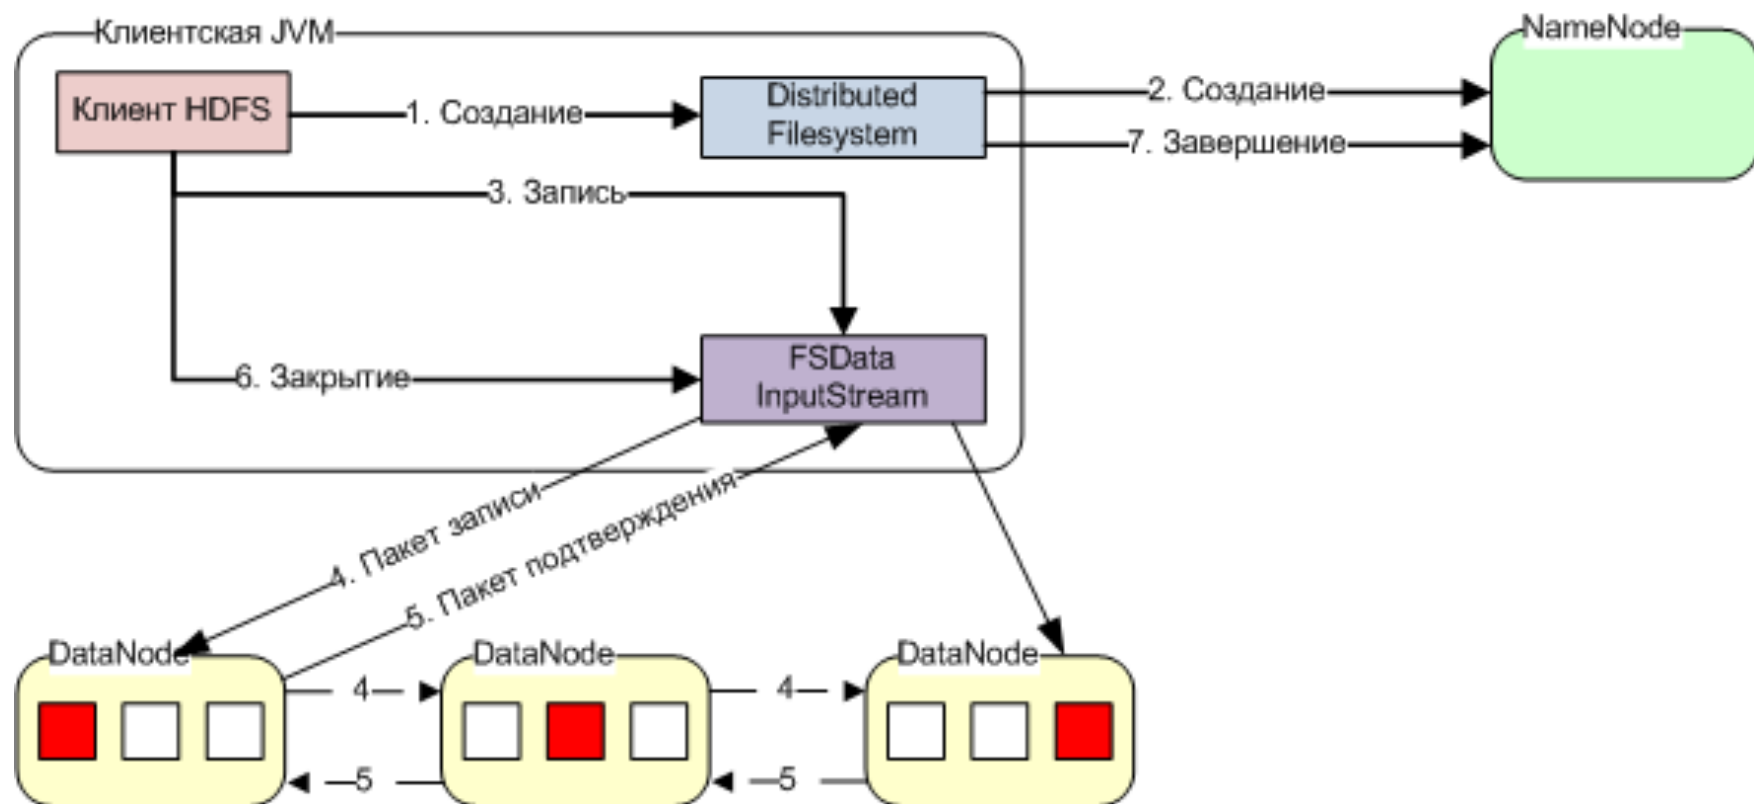 Клиентская JVM
NameNode
Клиент HDFS
1. Создание
Distributed
Filesystem
2. Создание
7. Завершение
3. Запись
FSData
InputStream
6. Закрытие
4. Пакет записи
5. Пакет подтверждения
DataNode
DataNode
DataNode
4
4
5
5